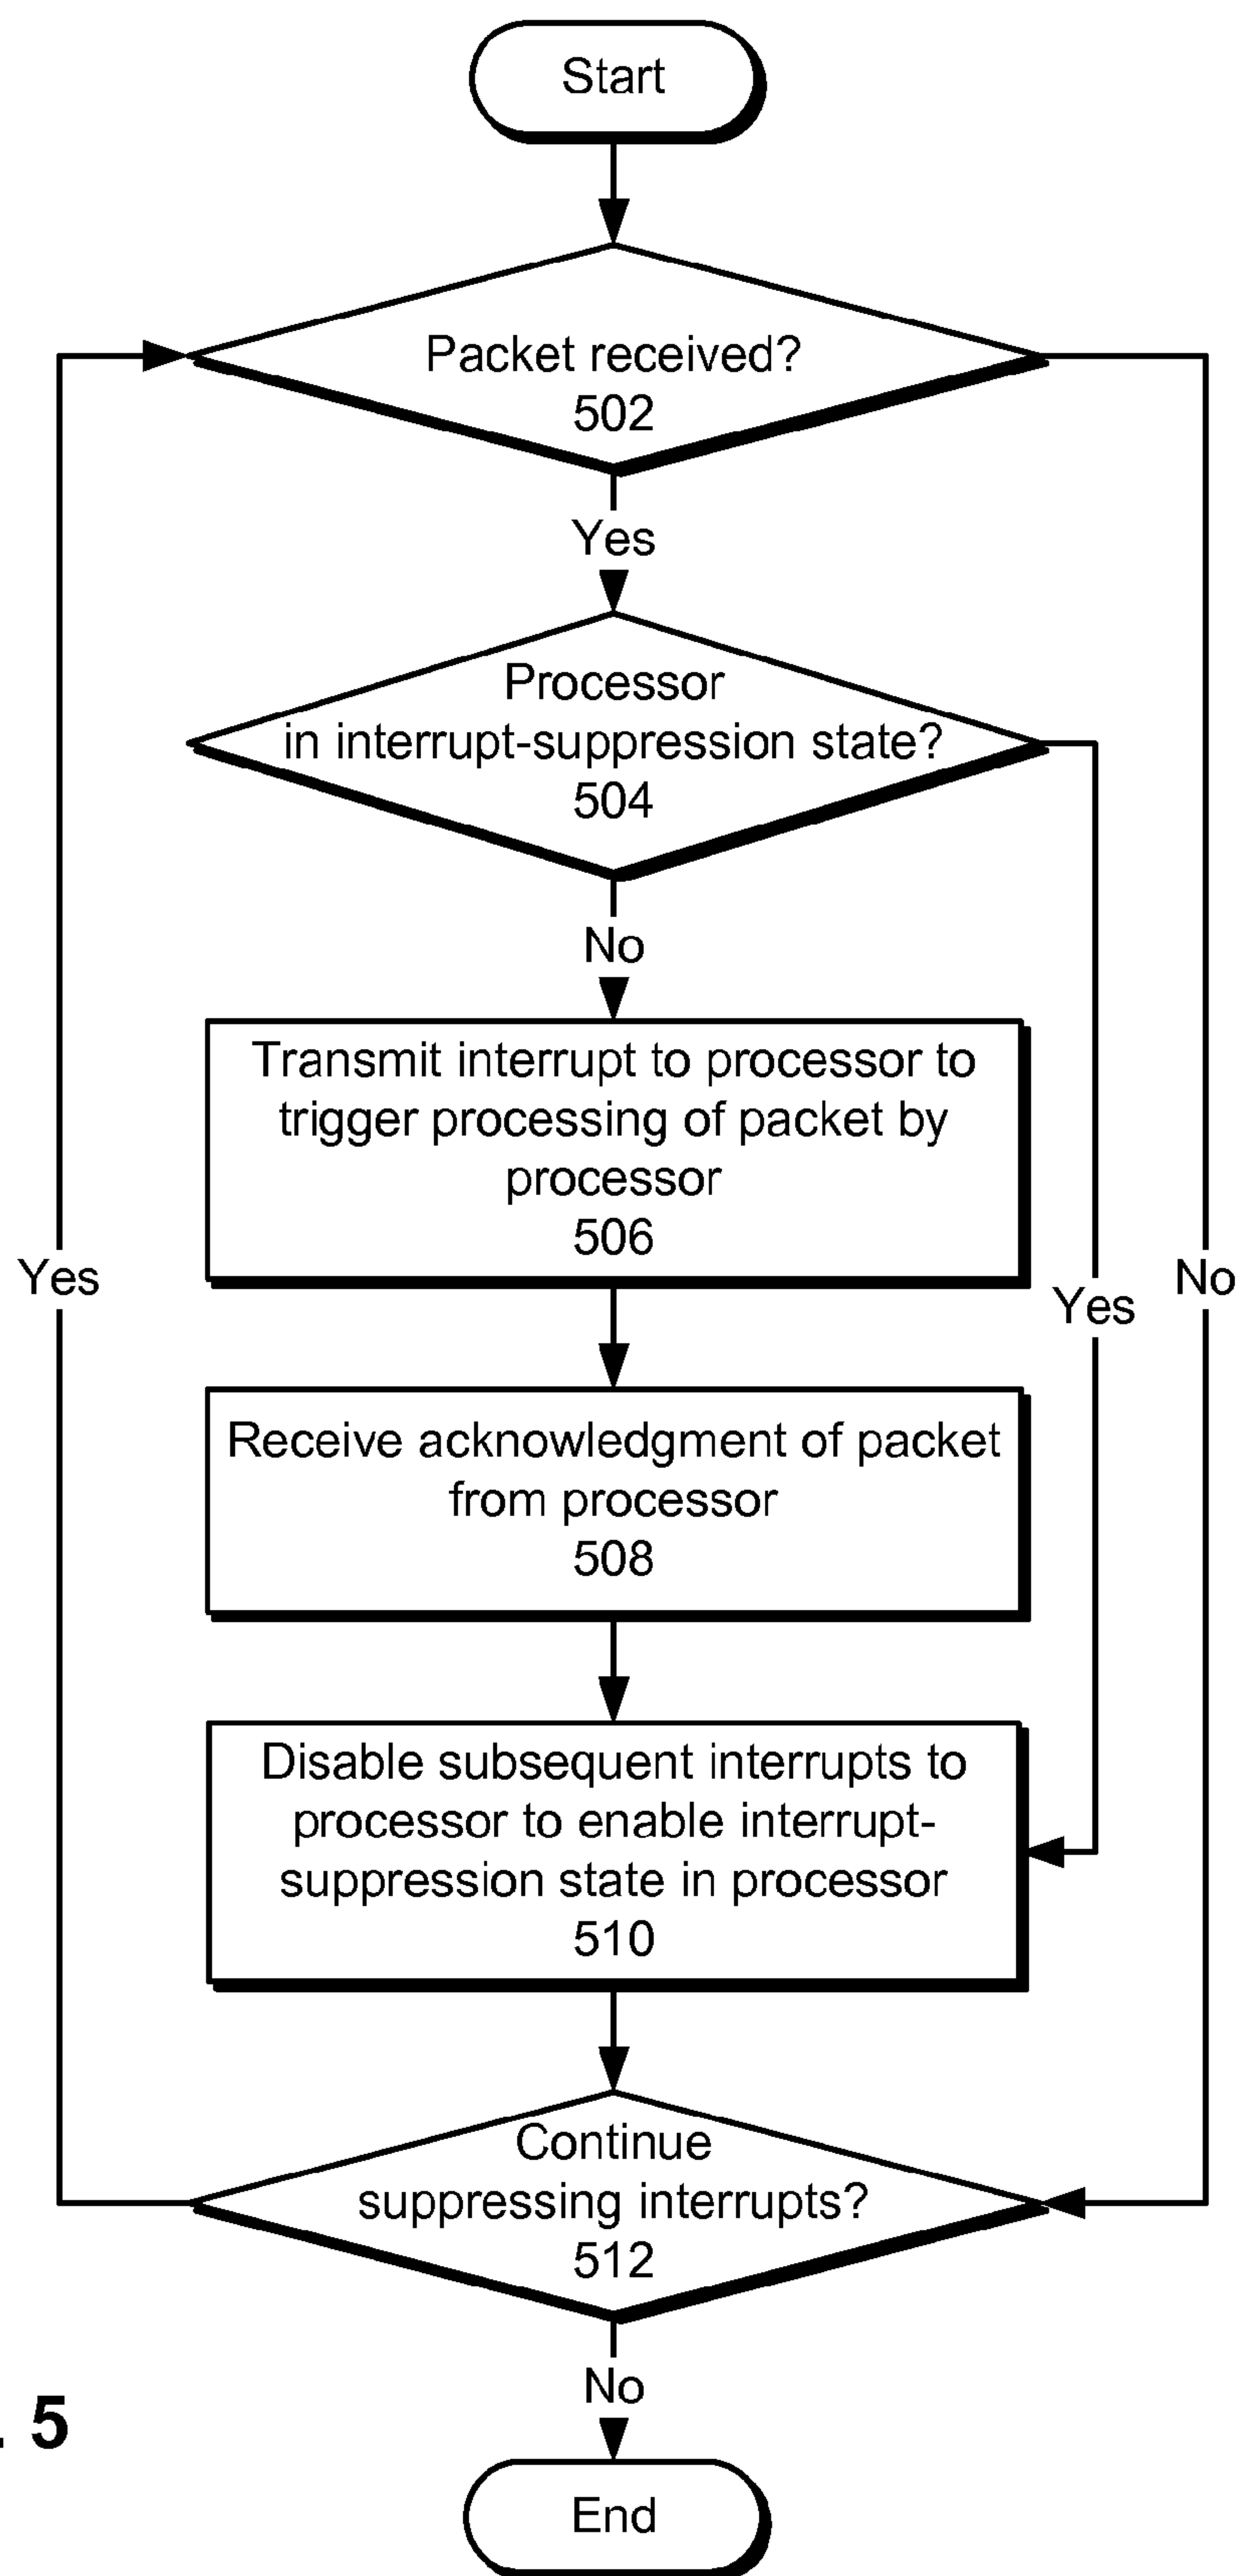 Start
Packet received?
502
Yes
Processor
in interrupt-suppression state?
504
No
Transmit interrupt to processor to
trigger processing of packet by
processor
506
Yes
Yes
No
Receive acknowledgment of packet
from processor
508
Disable subsequent interrupts to
processor to enable interrupt-
suppression state in processor
510
Continue
suppressing interrupts?
512
No
. 5
End